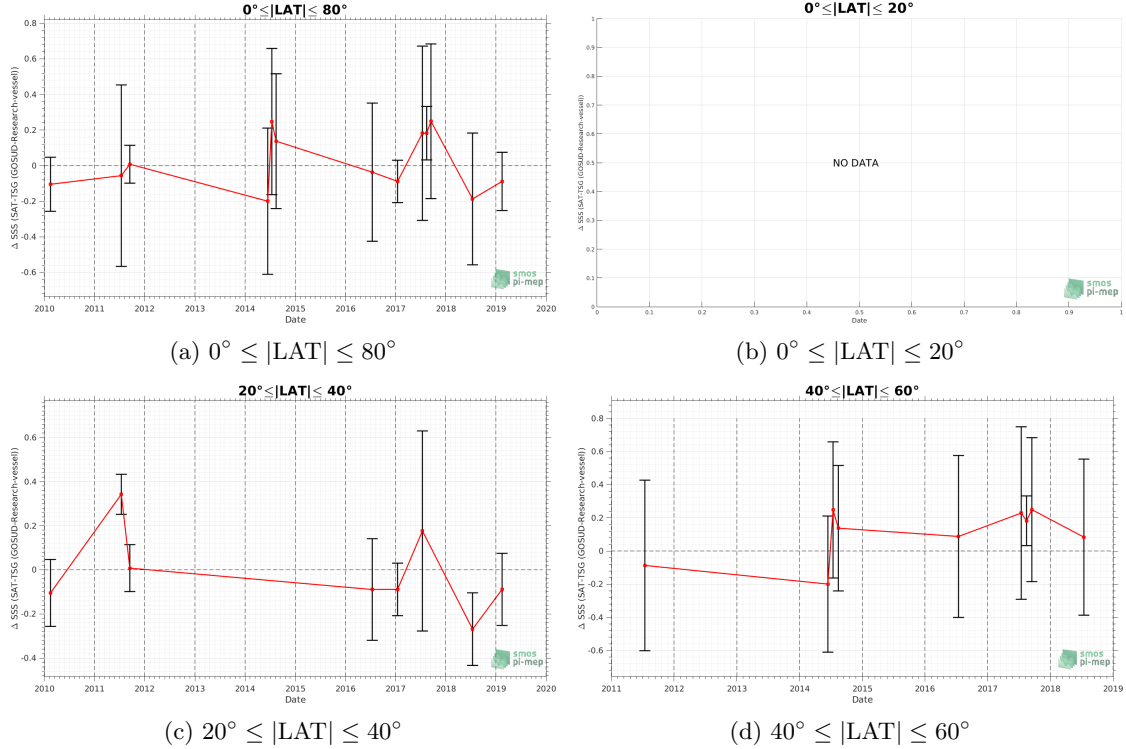 0°≤|LAT|≤ 80°
Δ SSS (SAT-TSG (GOSUD-Research-vessel))
0.8
0.6
0.4
0.2
0
-0.2
-0.4
-0.6
2010 2011 2012 2013 2014 2015 2016 2017 2018 2019 2020
Date
smos
pi-mep
(a) 0° ≤ |LAT| ≤ 80°
0°≤|LAT|≤ 20°
Δ SSS (SAT-TSG (GOSUD-Research-vessel))
1
0.9
0.8
0.7
0.6
0.5
0.4
0.3
0.2
0.1
0
NO DATA
0 0.1 0.2 0.3 0.4 0.5 0.6 0.7 0.8 0.9 1
Date
smos
pi-mep
(b) 0° ≤ |LAT| ≤ 20°
20°≤|LAT|≤ 40°
Δ SSS (SAT-TSG (GOSUD-Research-vessel))
0.6
0.4
0.2
0
-0.2
-0.4
2010 2011 2012 2013 2014 2015 2016 2017 2018 2019 2020
Date
smos
pi-mep
(c) 20° ≤ |LAT| ≤ 40°
40°≤|LAT|≤ 60°
Δ SSS (SAT-TSG (GOSUD-Research-vessel))
0.8
0.6
0.4
0.2
0
-0.2
-0.4
-0.6
2011 2012 2013 2014 2015 2016 2017 2018 2019
Date
smos
pi-mep
(d) 40° ≤ |LAT| ≤ 60°